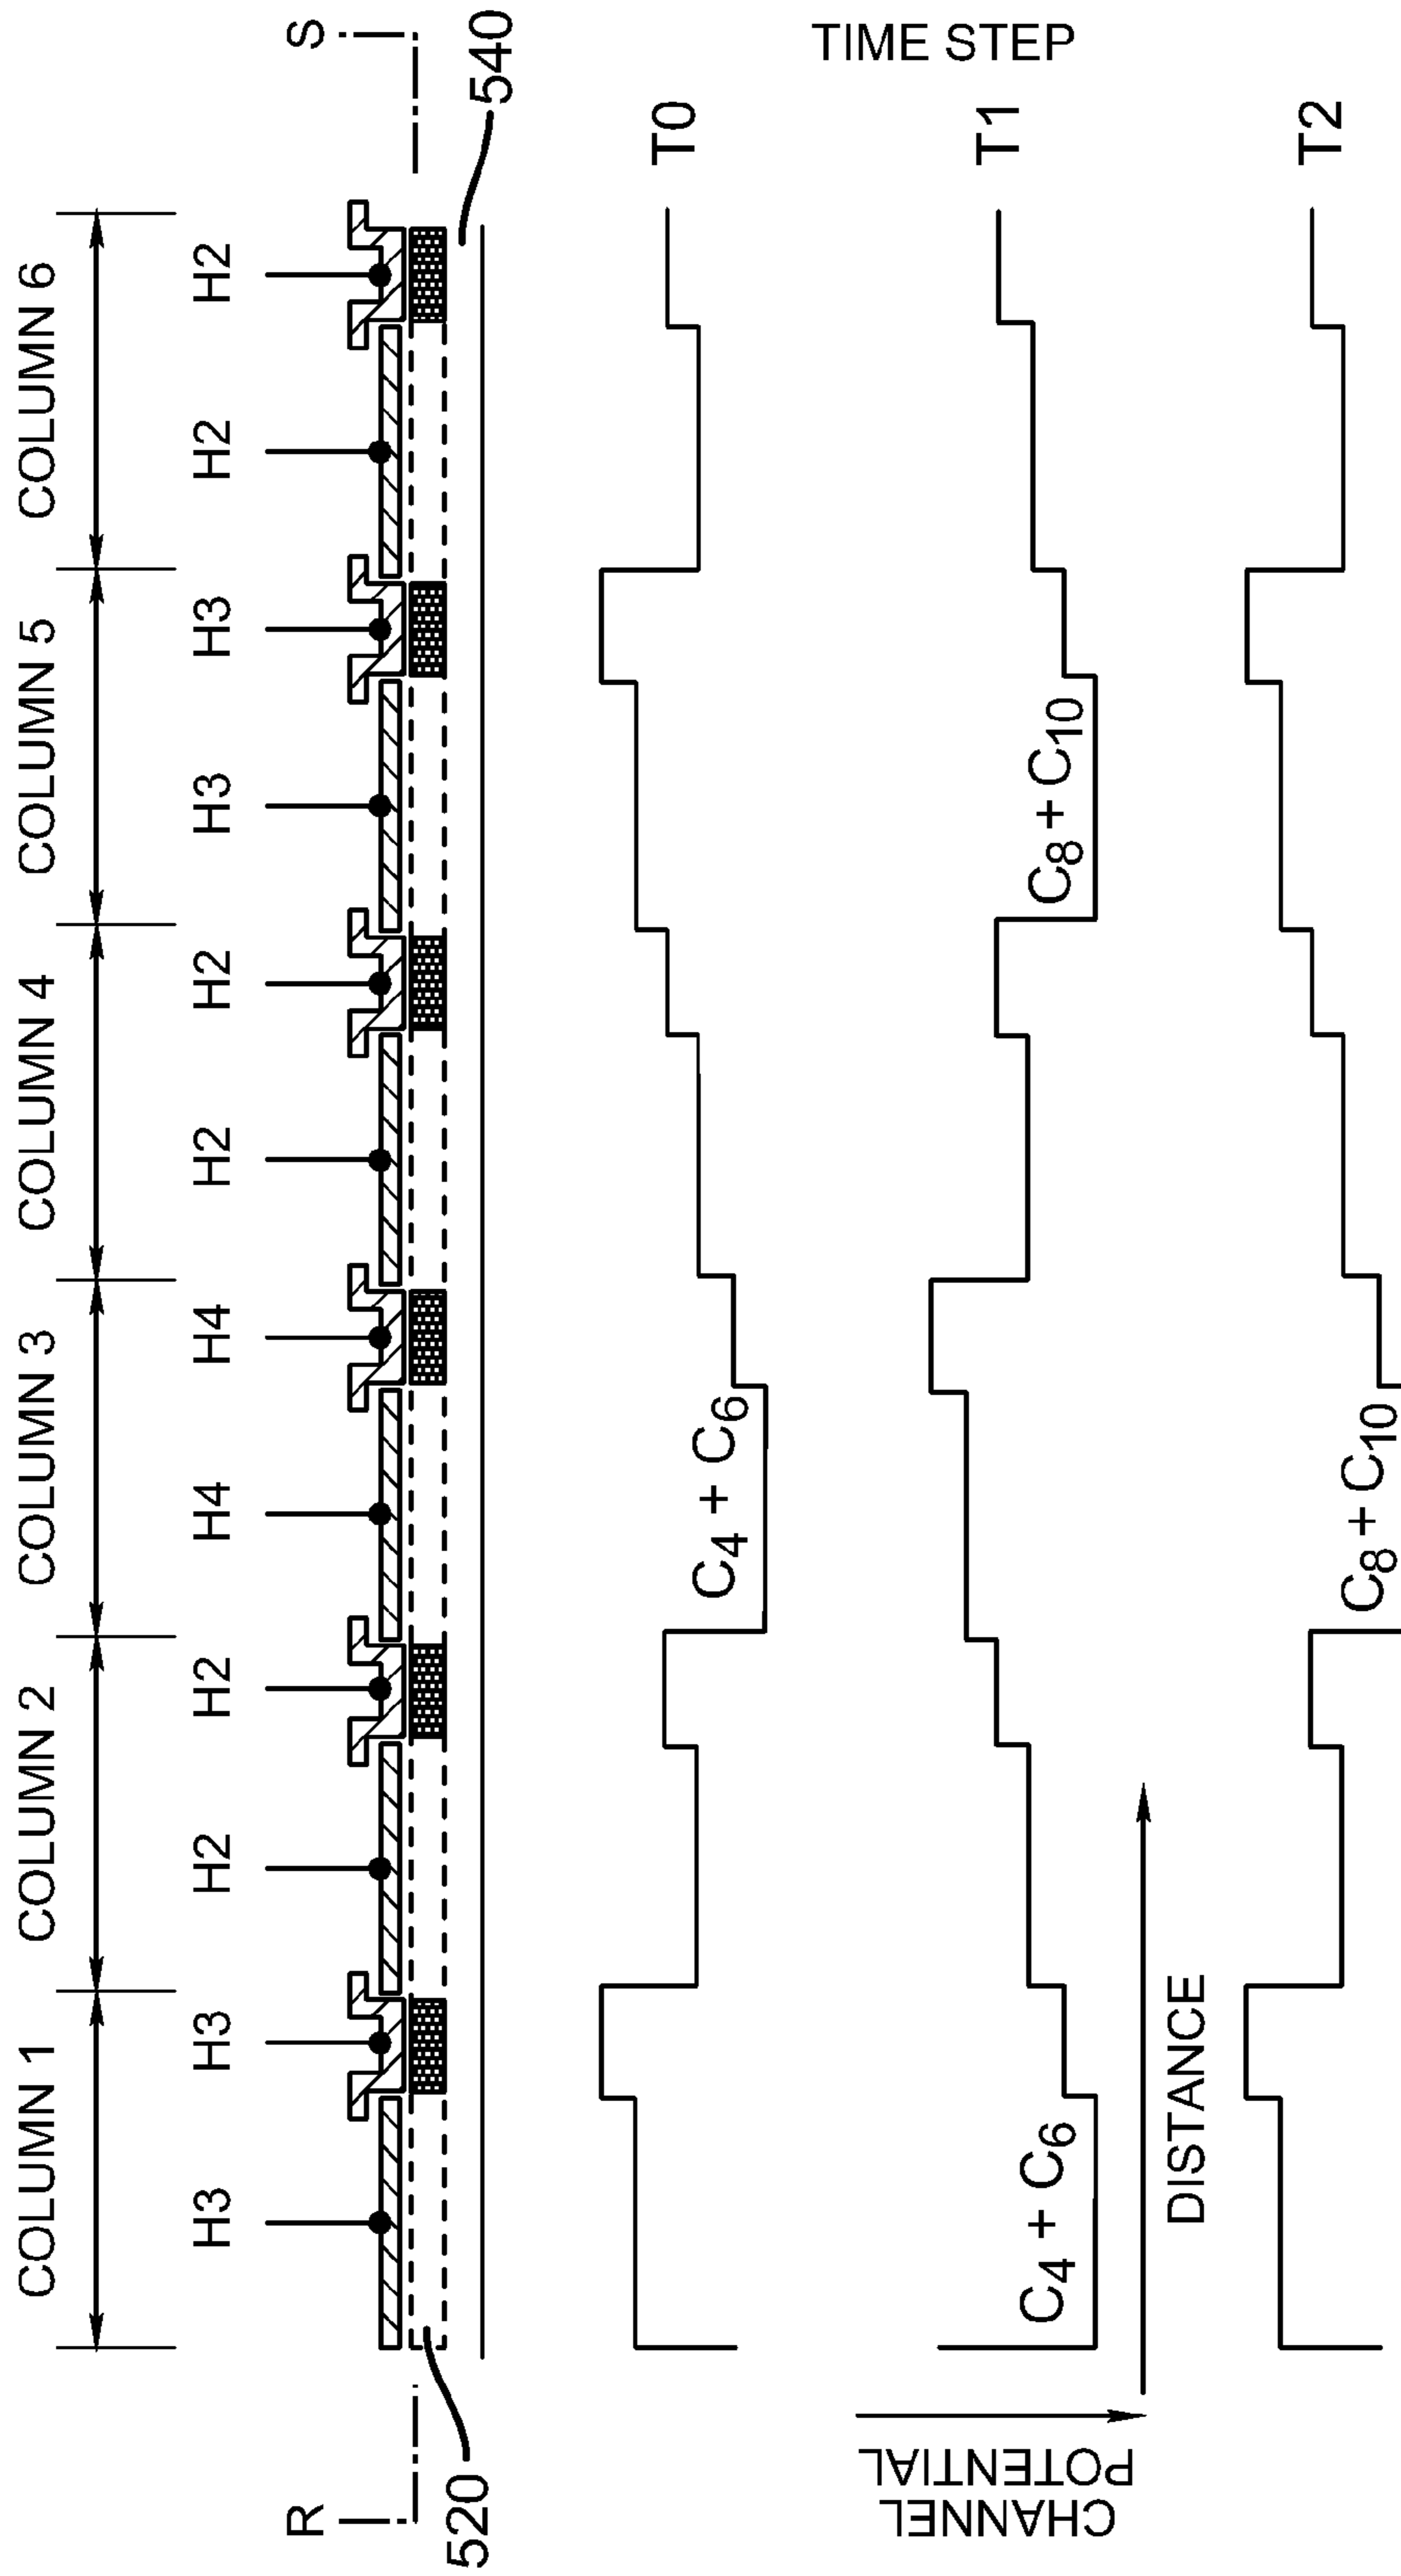 COLUMN 1 COLUMN 2 COLUMN 3 COLUMN 4 COLUMN 5 COLUMN 6
H3 H3 H2 H2 H4 H4 H2 H2 H3 H3 H2 H2
R S
520 540
T0
C4 + C6
TIME STEP
T1
C4 + C6 C8 + C10
CHANNEL
POTENTIAL
DISTANCE
T2
C8 + C10